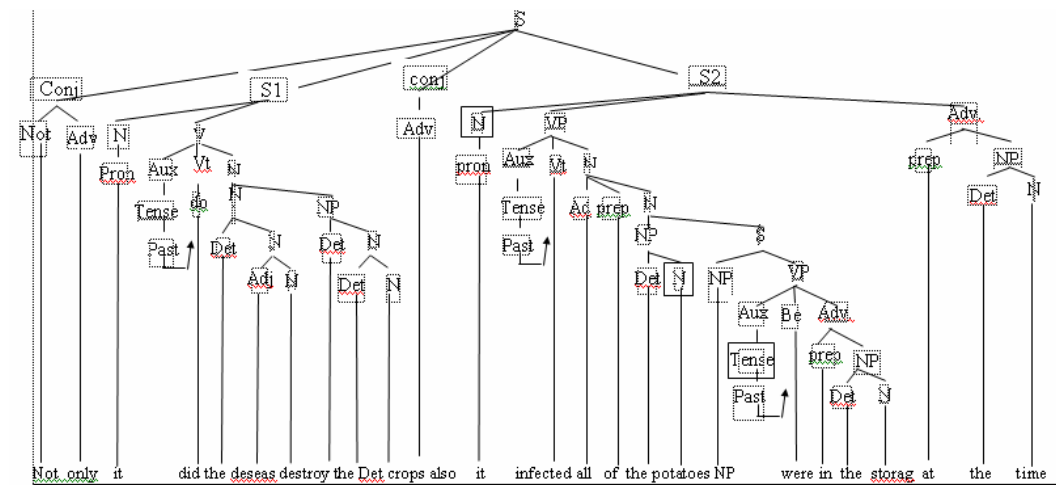 S
Conj S1 conj S2
Not Adv N V Adv N VP Adv.
Pron Aux Vt N pron Aux Vt N prep NP
Tense do N NP Tense Ad prep N Det N
Past Det N Det N Past NP S
Adj N Det N Det N NP VP
Aux Be Adv.
Tense prep NP
Past Det N
Not only it did the deseas destroy the Det crops also it infected all of the potatoes NP were in the storag at the time